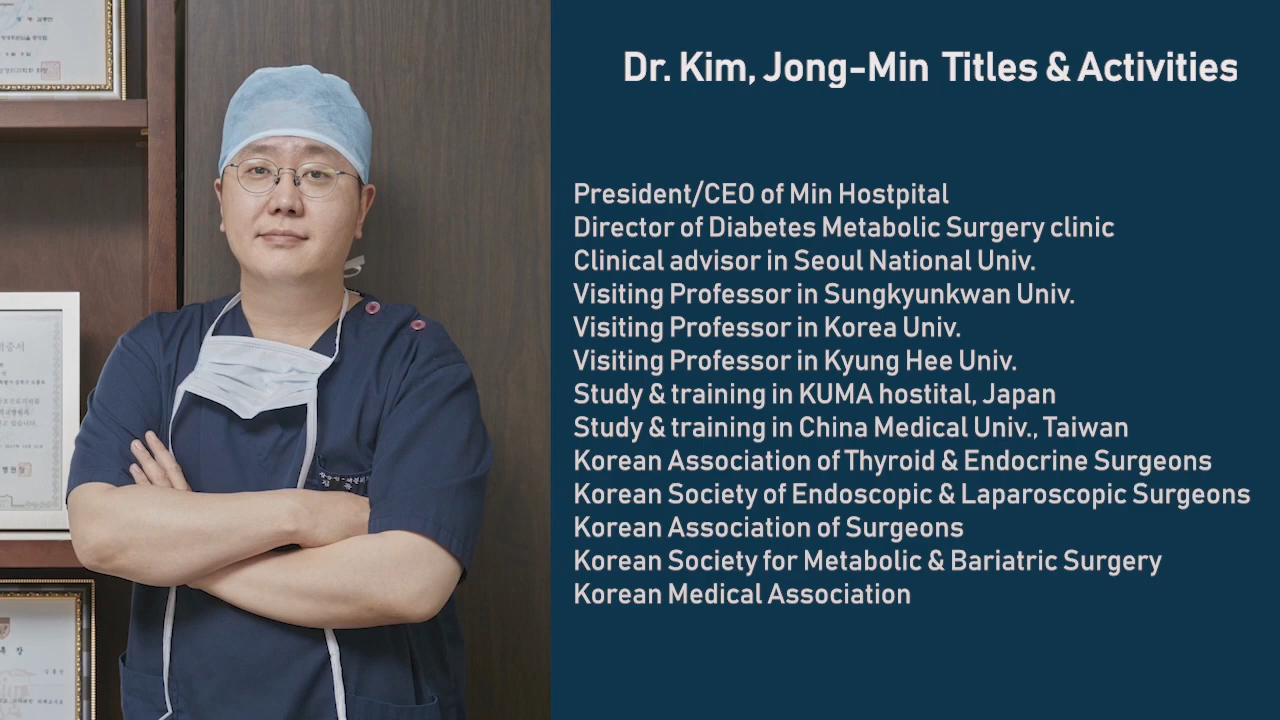 Dr. Kim, Jong-Min Titles & Activities
President/CEO of Min Hostpital
Director of Diabetes Metabolic Surgery clinic
Clinical advisor in Seoul National Univ.
Visiting Professor in Sungkyunkwan Univ.
Visiting Professor in Korea Univ.
Visiting Professor in Kyung Hee Univ.
Study & training in KUMA hostital, Japan
Study & training in China Medical Univ., Taiwan
Korean Association of Thyroid & Endocrine Surgeons
Korean Society of Endoscopic & Laparoscopic Surgeons
Korean Association of Surgeons
Korean Society for Metabolic & Bariatric Surgery
Korean Medical Association